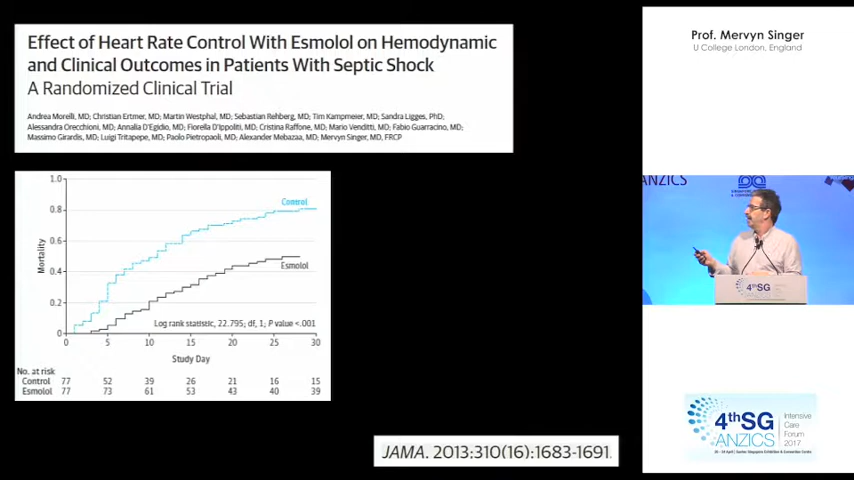 Effect of Heart Rate Control With Esmolol on Hemodynamic
and Clinical Outcomes in Patients With Septic Shock
A Randomized Clinical Trial
Andrea Morelli, MD; Christian Ertmer, MD; Martin Westphal, MD; Sebastian Rehberg, MD; Tim Kampmeier, MD; Sandra Ligges, PhD;
Alessandra Orecchioni, MD; Annalia D'Egidio, MD; Fiorella D'Ippoliti, MD; Cristina Raffone, MD; Mario Venditti, MD; Fabio Guarracino, MD;
Massimo Girardis, MD; Luigi Tritapepe, MD; Paolo Pietropaoli, MD; Alexander Mebazaa, MD; Mervyn Singer, MD, FRCP
1.0
0.8
0.6
0.4
0.2
0
Mortality
Control
Esmolol
Log rank statistic, 22.795; df, 1; P value <.001
0 5 10 15 20 25 30
Study Day
No. at risk
Control 77 52 39 26 21 16 15
Esmolol 77 73 61 53 43 40 39
JAMA. 2013:310(16):1683-1691.
Prof. Mervyn Singer
U College London, England
ANZICS
4thSG
4thSG
ANZICS
Intensive
Care
Forum
2017